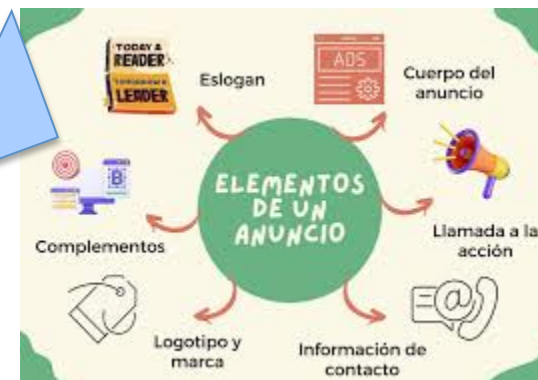 TODAY A
READER
TOMORROW A
LEADER
Eslogan
ADS
Cuerpo del
anuncio
ELEMENTOS
DE UN
ANUNCIO
B
Complementos
Llamada a la
acción
Logotipo y
marca
@
Información de
contacto